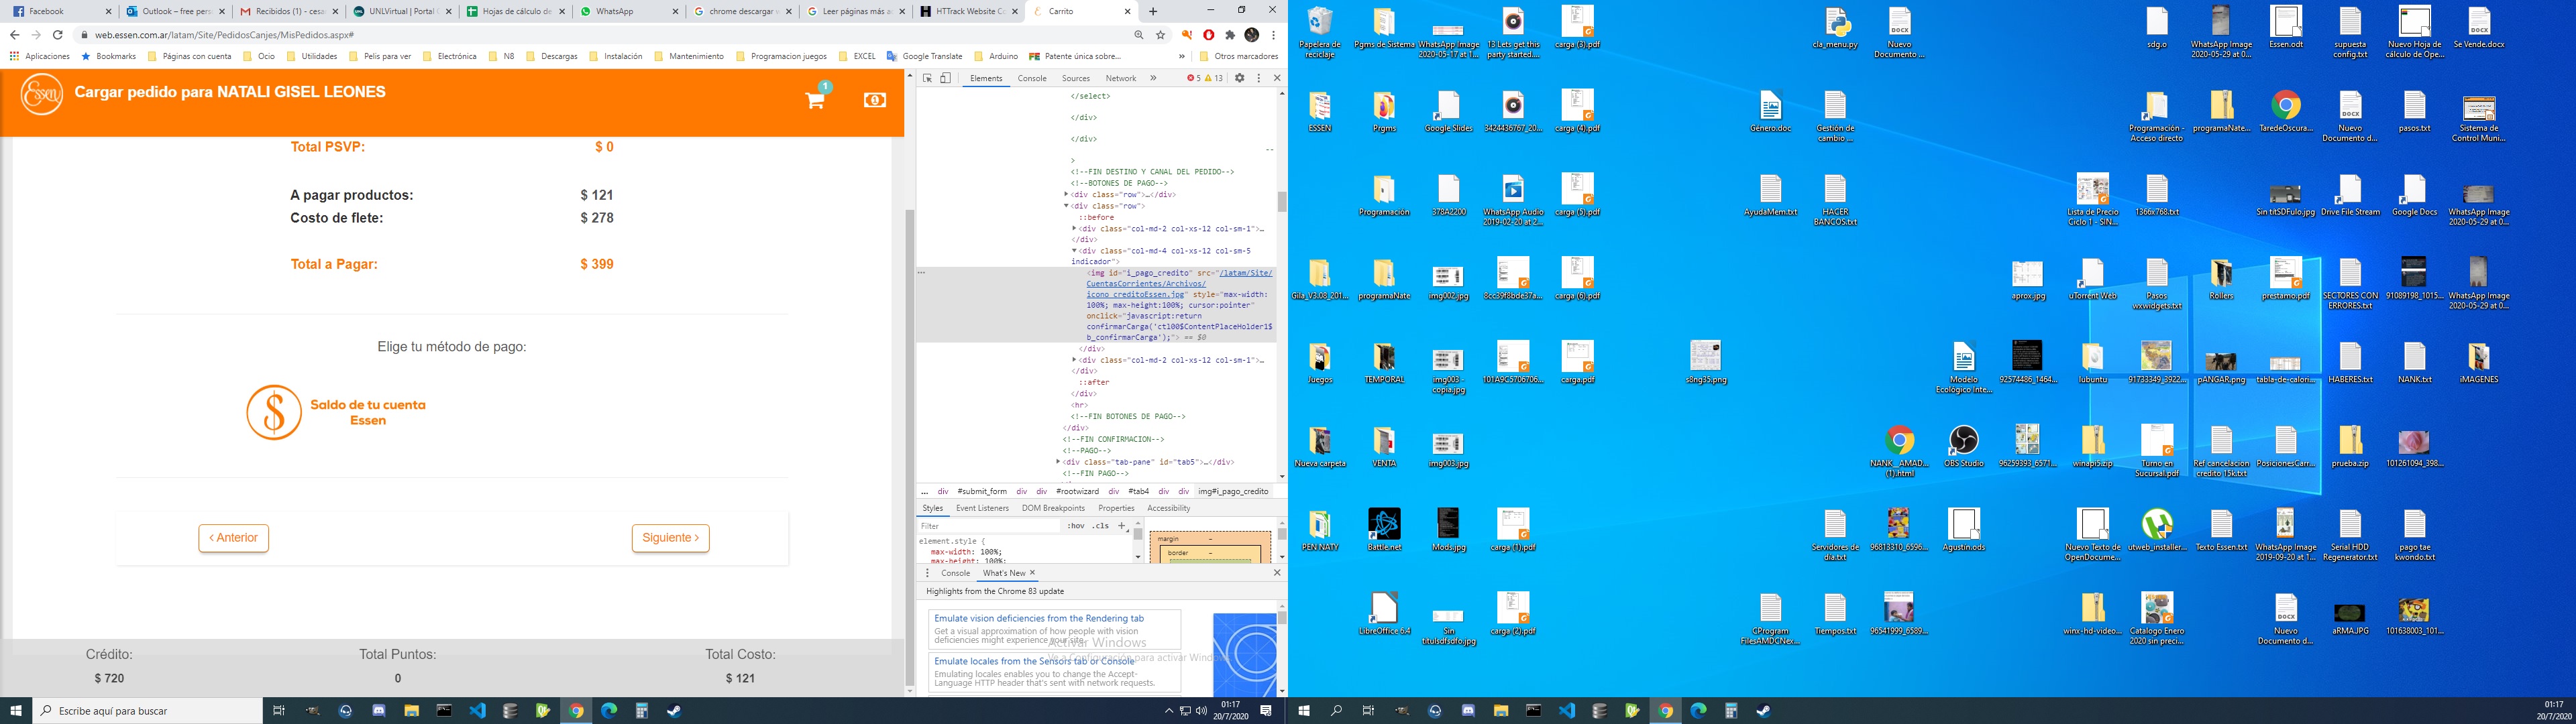 Facebook
Outlook – free pers
Recibidos (1) - cesa
UNLVirtual | Portal
Hojas de cálculo de
WhatsApp
chrome descargar
Leer páginas más
HTTrack Website
Carrito
web.essen.com.ar/latam/Site/PedidosCanjes/MisPedidos.aspx#
Aplicaciones
Bookmarks
Páginas con cuenta
Ocio
Utilidades
Pelis para ver
Electrónica
N8
Descargas
Instalación
Mantenimiento
Programacion juegos
EXCEL
Google Translate
Arduino
Patente única sobre...
Otros marcadores
Essen
Cargar pedido para NATALI GISEL LEONES
1
Total PSVP: $ 0
A pagar productos: $ 121
Costo de flete: $ 278
Total a Pagar: $ 399
Elige tu método de pago:
Saldo de tu cuenta
Essen
‹ Anterior
Siguiente ›
Crédito: Total Puntos: Total Costo:
$ 720 0 $ 121
Elements Console Sources Network » 5 13
</select>
</div>
</div>
>
<!--FIN DESTINO Y CANAL DEL PEDIDO-->
<!--BOTONES DE PAGO-->
<div class="row">…</div>
<div class="row">
::before
<div class="col-md-2 col-xs-12 col-sm-1">…
</div>
<div class="col-md-4 col-xs-12 col-sm-5
indicador">
<img id="i_pago_credito" src="/latam/Site/
CuentasCorrientes/Archivos/
icono_creditoEssen.jpg" style="max-width:
100%; max-height:100%; cursor:pointer"
onclick="javascript:return
confirmarCarga('ctl00$ContentPlaceHolder1$
b_confirmarCarga');"> == $0
</div>
<div class="col-md-2 col-xs-12 col-sm-1">…
</div>
::after
</div>
<hr>
<!--FIN BOTONES DE PAGO-->
</div>
<!--FIN CONFIRMACION-->
<!--PAGO-->
<div class="tab-pane" id="tab5">…</div>
<!--FIN PAGO-->
... div #submit_form div div #rootwizard div #tab4 div div img#i_pago_credito
Styles Event Listeners DOM Breakpoints Properties Accessibility
Filter :hov .cls +
element.style {
max-width: 100%;
max-height: 100%;
margin –
border –
Console What's New
Highlights from the Chrome 83 update
Emulate vision deficiencies from the Rendering tab
Get a visual approximation of how people with vision
deficiencies might experience your site.
Emulate locales from the Sensors tab or Console
Emulating locales enables you to change the Accept-
Language HTTP header that's sent with network requests.
Activar Windows
Ve a Configuración para activar Windows.
Escribe aquí para buscar
01:17
20/7/2020
Papelera de
reciclaje
Pgms de Sistema
WhatsApp Image
2020-05-17 at 1...
13 Lets get this
party started....
carga (3).pdf
cla_menu.py
Nuevo
Documento ...
sdg.o
WhatsApp Image
2020-05-29 at 0...
Essen.odt
supuesta
config.txt
Nuevo Hoja de
cálculo de Ope...
Se Vende.docx
ESSEN
Prgms
Google Slides
3424436767_20...
carga (4).pdf
Género.doc
Gestión de
cambio ...
Programación -
Acceso directo
programaNate...
TaredeOscura...
Nuevo
Documento d...
pasos.txt
Sistema de
Control Muni...
Programación
378A2200
WhatsApp Audio
2019-02-20 at 2...
carga (5).pdf
AyudaMem.txt
HACER
BANCOS.txt
Lista de Precio
Ciclo 1 - SIN...
1366x768.txt
Sin titSDFulo.jpg
Drive File Stream
Google Docs
WhatsApp Image
2020-05-29 at 0...
Gila_V3.08_201...
programaNate
img002.jpg
8cc39f8bde37a...
carga (6).pdf
aprox.jpg
uTorrent Web
Pasos
wxwidgets.txt
Rollers
prestamo.pdf
SECTORES CON
ERRORES.txt
91089198_1015...
WhatsApp Image
2020-05-29 at 0...
Juegos
TEMPORAL
img003 -
copia.jpg
101A9C5706706...
carga.pdf
s8ng35.png
Modelo
Ecológico Inte...
92574486_1464...
lubuntu
91733349_3922...
pANGAR.png
tabla-de-calori...
HABERES.txt
NANK.txt
iMAGENES
Nueva carpeta
VENTA
img003.jpg
NANK__AMAD...
(1).html
OBS Studio
96259393_6571...
winapi5.zip
Turno en
Sucursal.pdf
Ref cancelacion
credito 15k.txt
PosicionesCarr...
prueba.zip
101261094_398...
PEN NATY
Battle.net
Mods.jpg
carga (1).pdf
Servidores de
dia.txt
96813310_6596...
Agustin.ods
Nuevo Texto de
OpenDocume...
utweb_installer...
Texto Essen.txt
WhatsApp Image
2019-09-20 at 1...
Serial HDD
Regenerator.txt
pago tae
kwondo.txt
LibreOffice 6.4
Sin
titulsdfsdfo.jpg
carga (2).pdf
CProgram
FilesAMDCNex...
Tiempos.txt
96541999_6589...
winx-hd-video...
Catalogo Enero
2020 sin preci...
Nuevo
Documento d...
aRMA.JPG
101638003_101...
01:17
20/7/2020